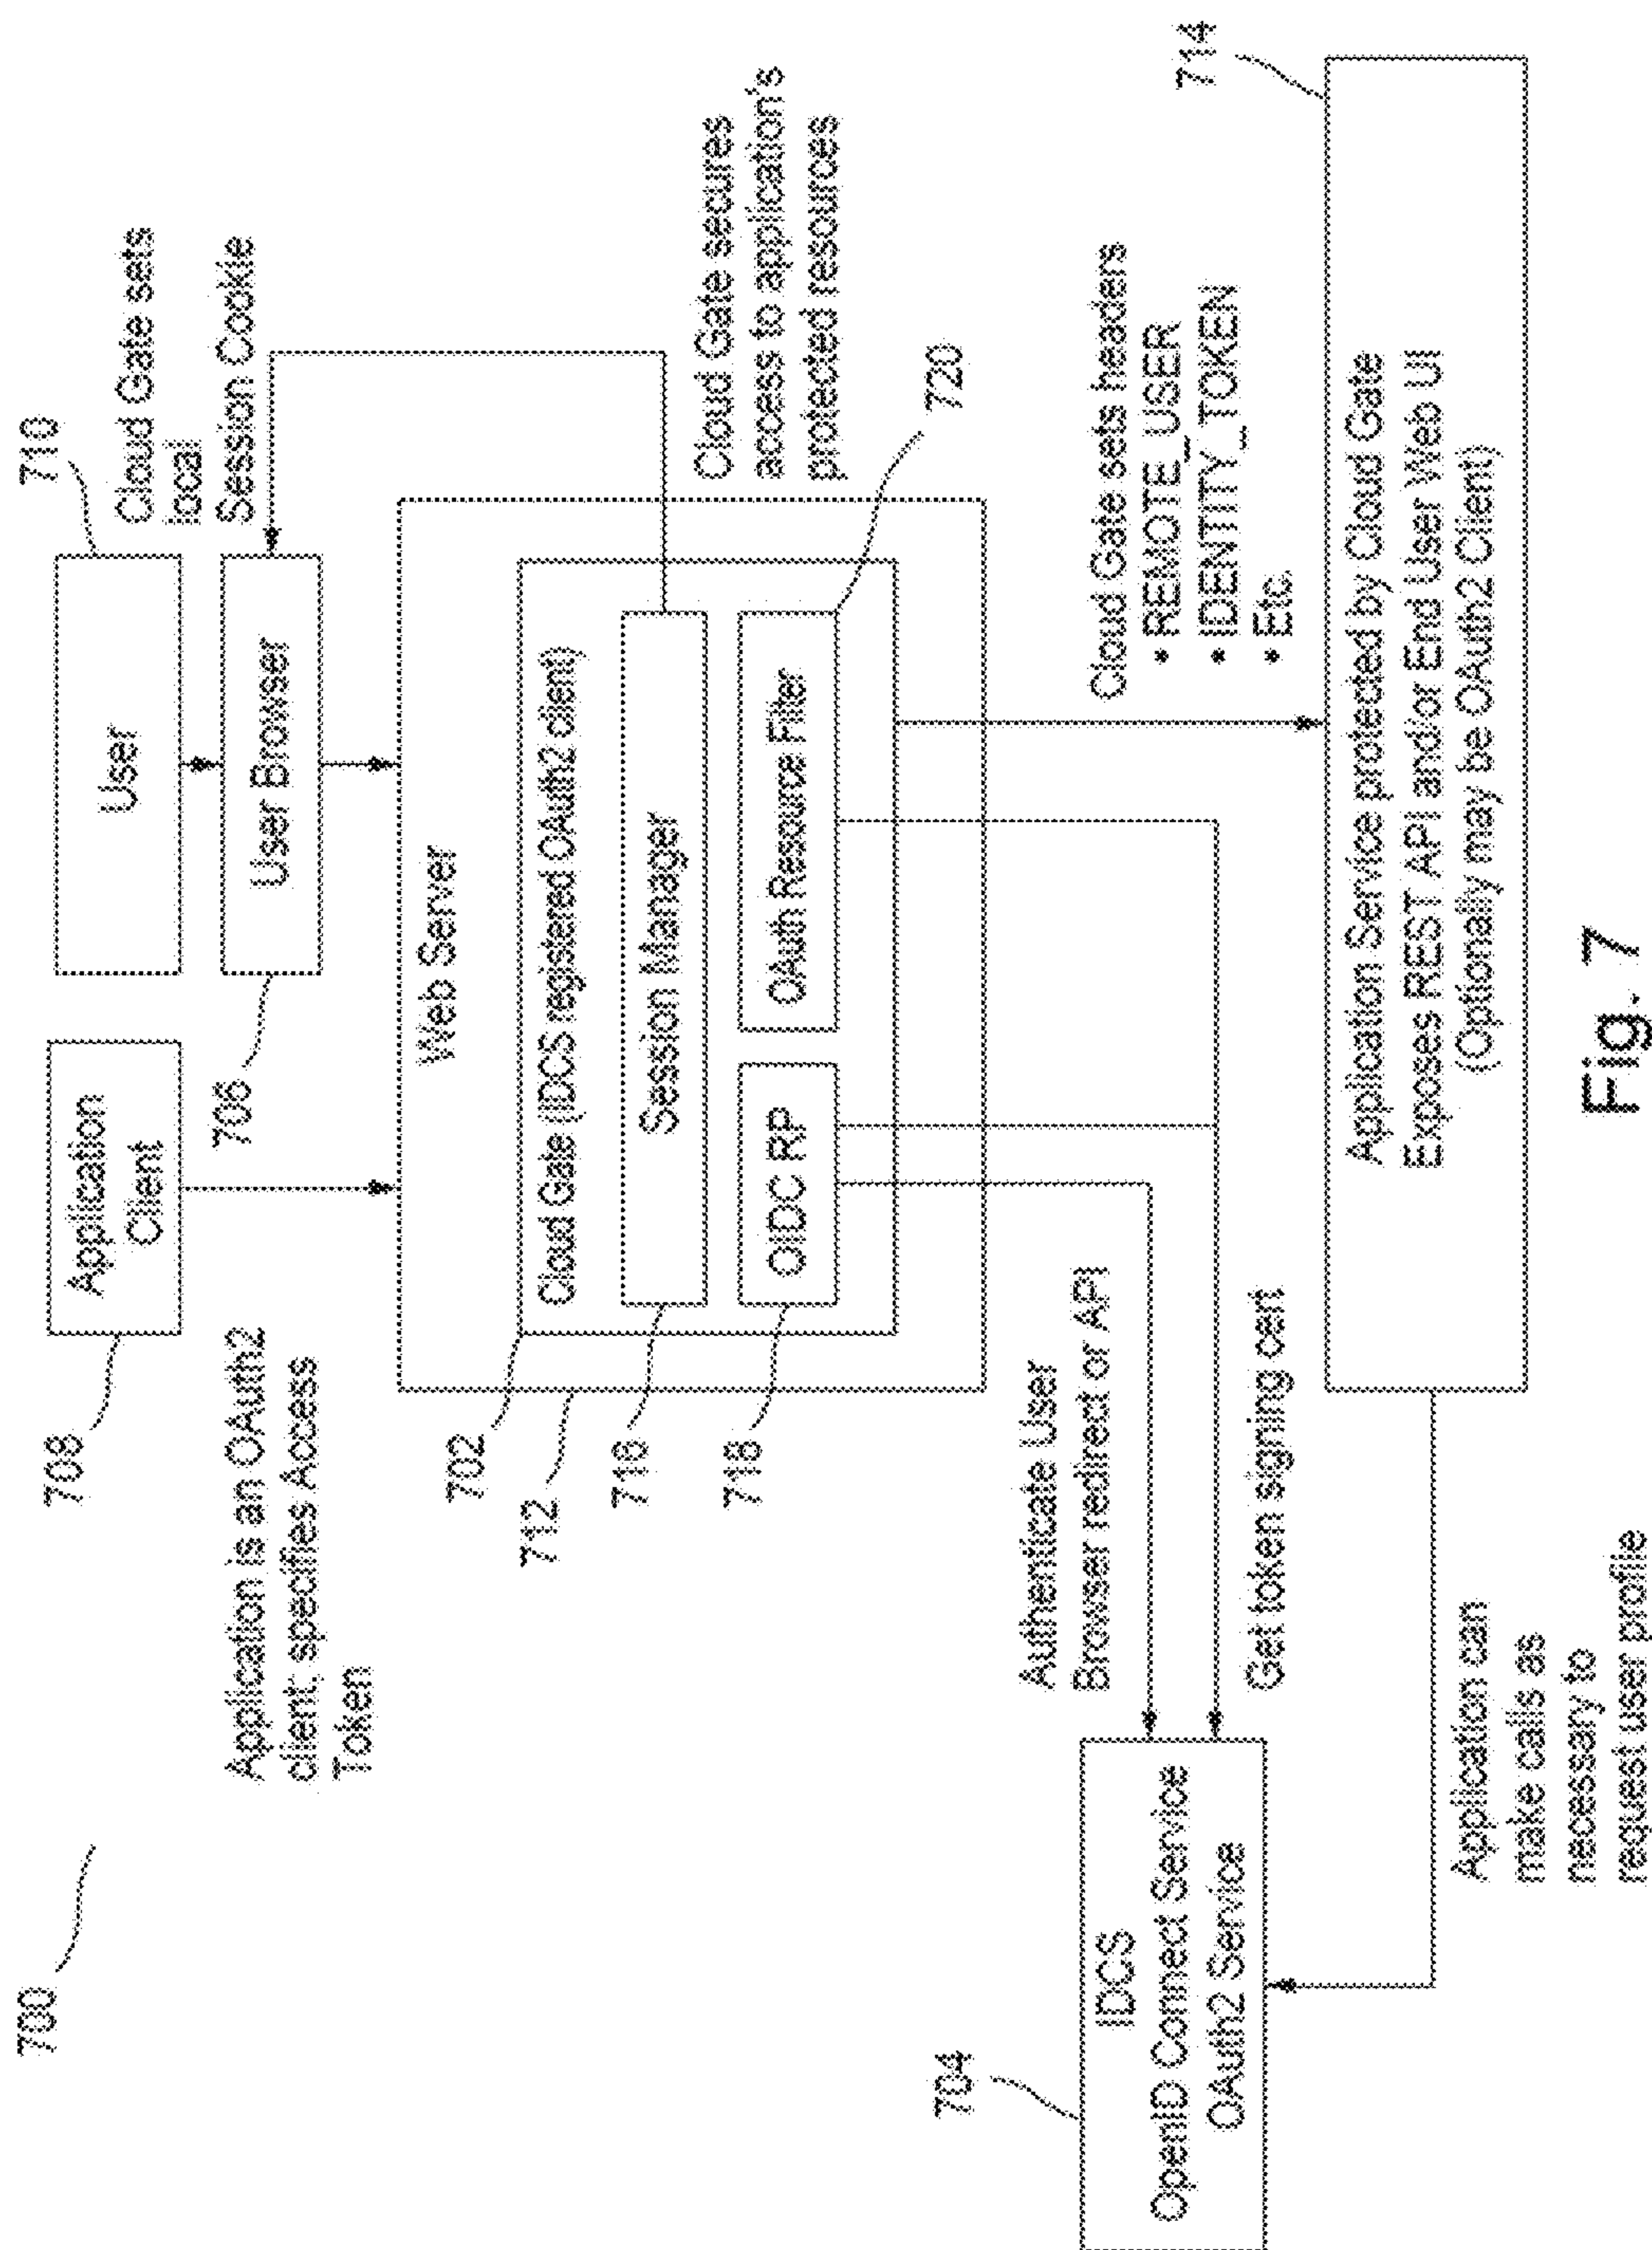 700
708
Application
Client
710
User
Application is an OAuth2
client; specifies Access
Token
706
User Browser
Cloud Gate sets
local
Session Cookie
Web Server
702
712
Cloud Gate (IDCS registered OAuth2 client)
716
Session Manager
718
OIDC RP
OAuth Resource Filter
Cloud Gate secures
access to application's
protected resources
720
704
IDCS
OpenID Connect Service
OAuth2 Service
Authenticate User
Browser redirect or API
Get token signing cert
Cloud Gate sets headers
• REMOTE_USER
• IDENTITY_TOKEN
• Etc.
714
Application Service protected by Cloud Gate
Exposes REST API and/or End User Web UI
(Optionally may be OAuth2 Client)
Application can
make calls as
necessary to
request user profile
Fig. 7